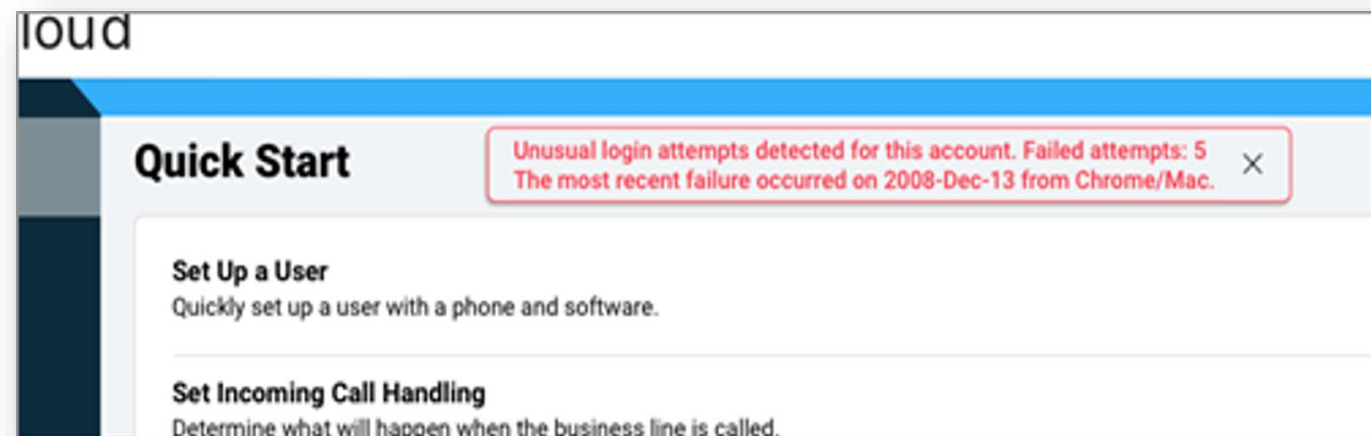 loud
Quick Start
Unusual login attempts detected for this account. Failed attempts: 5
The most recent failure occurred on 2008-Dec-13 from Chrome/Mac.
Set Up a User
Quickly set up a user with a phone and software.
Set Incoming Call Handling
Determine what will happen when the business line is called.